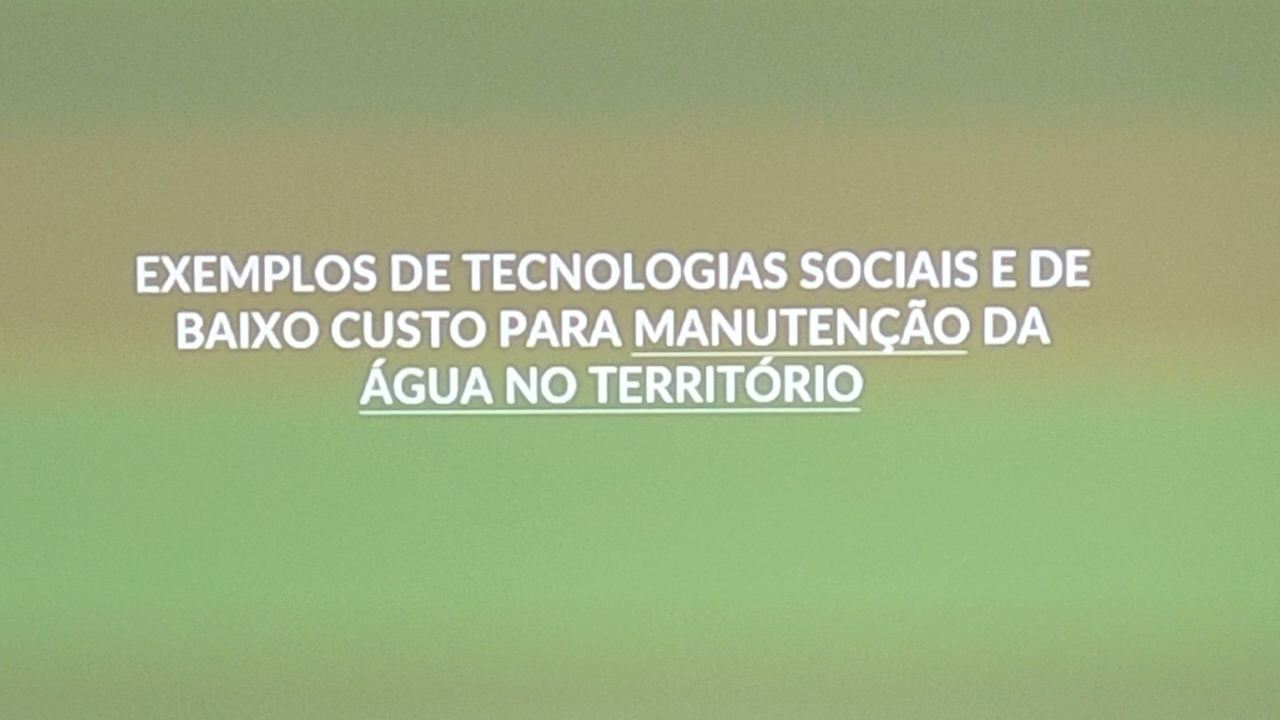 EXEMPLOS DE TECNOLOGIAS SOCIAIS E DE
BAIXO CUSTO PARA MANUTENÇÃO DA
ÁGUA NO TERRITÓRIO